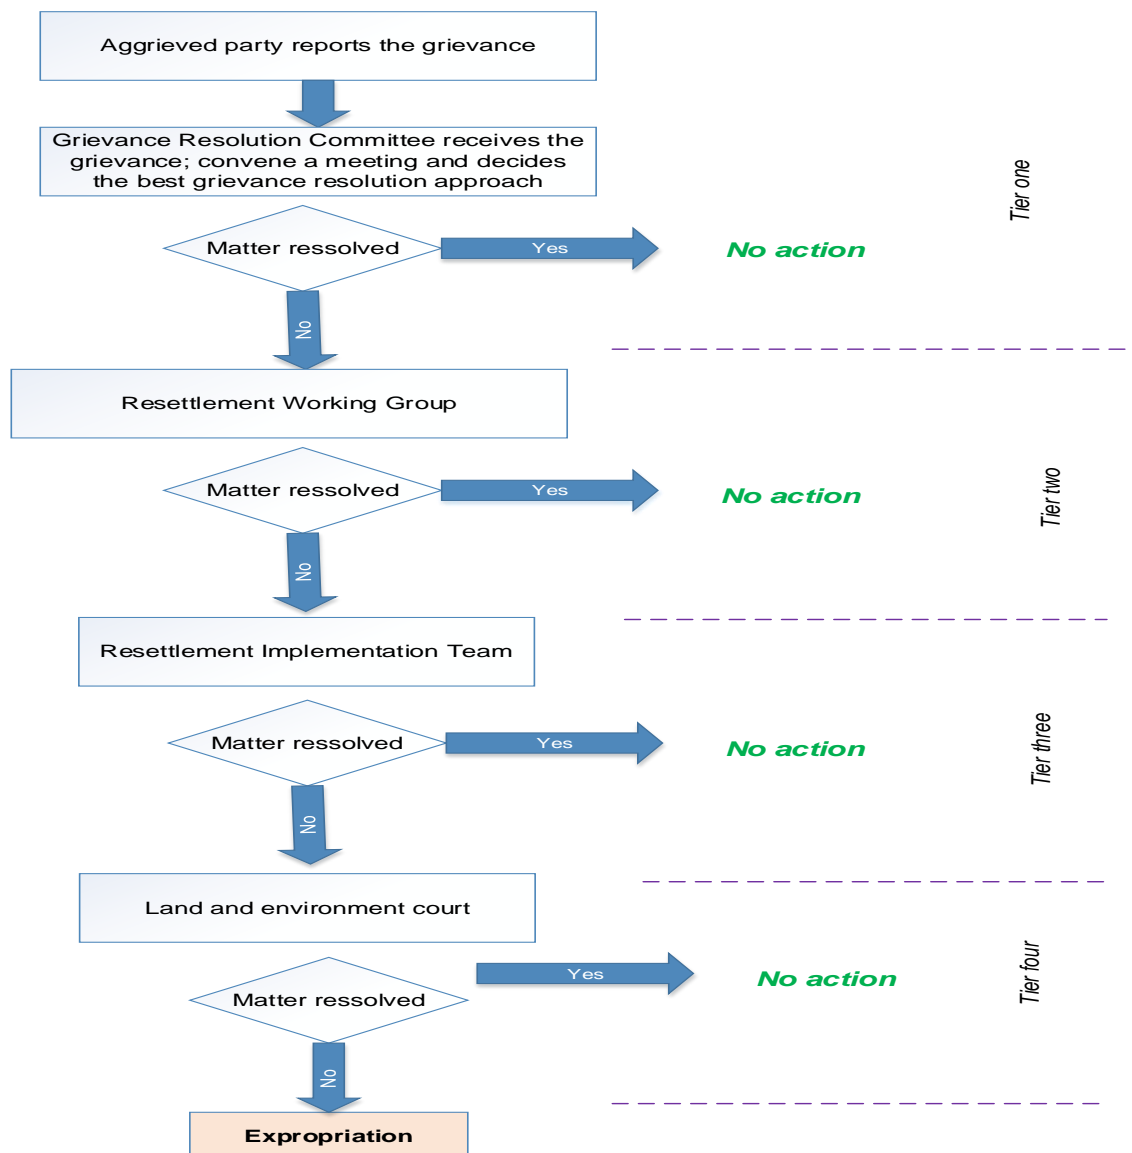 Aggrieved party reports the grievance
Grievance Resolution Committee receives the
grievance; convene a meeting and decides
the best grievance resolution approach
Tier one
Matter ressolved
Yes
No action
No
Resettlement Working Group
Matter ressolved
Yes
No action
Tier two
No
Resettlement Implementation Team
Matter ressolved
Yes
No action
Tier three
No
Land and environment court
Matter ressolved
Yes
No action
Tier four
No
Expropriation